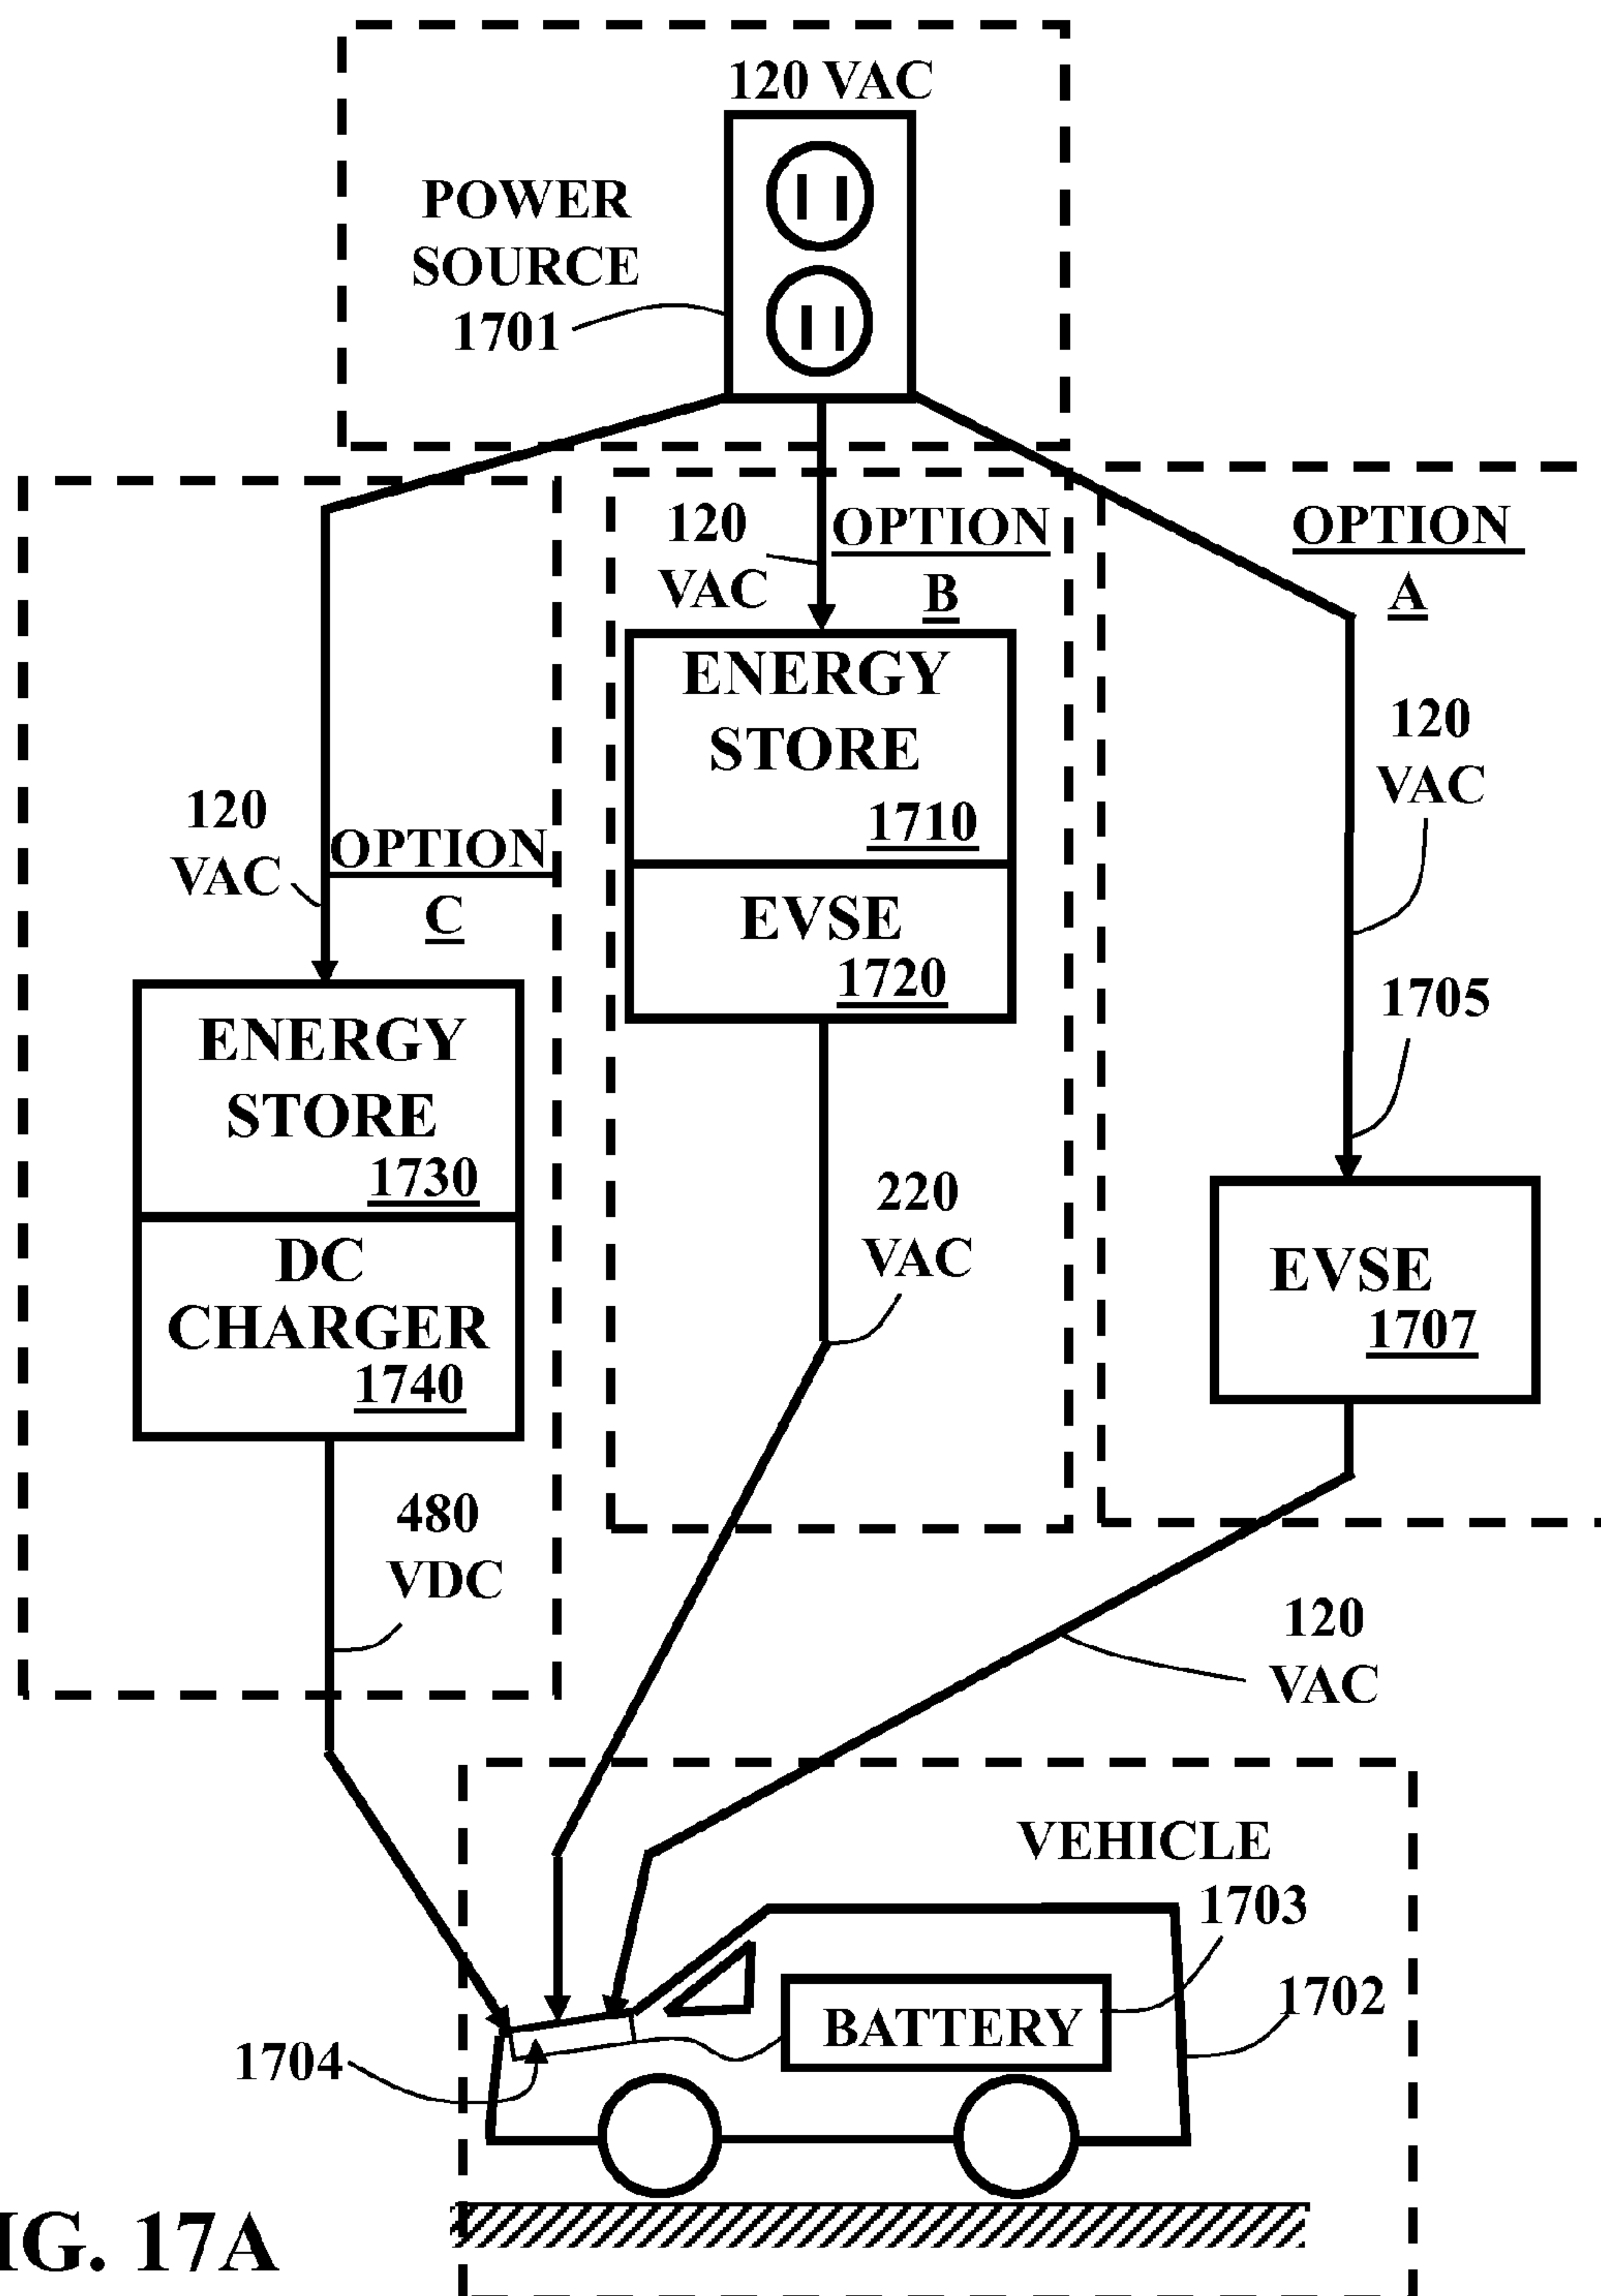 120 VAC
POWER
SOURCE
1701
120
VAC
OPTION
B
OPTION
A
ENERGY
STORE
1710
EVSE
1720
120
VAC
120
VAC
OPTION
C
1705
ENERGY
STORE
1730
DC
CHARGER
1740
220
VAC
EVSE
1707
480
VDC
120
VAC
VEHICLE
1703
1702
BATTERY
1704
IG. 17A